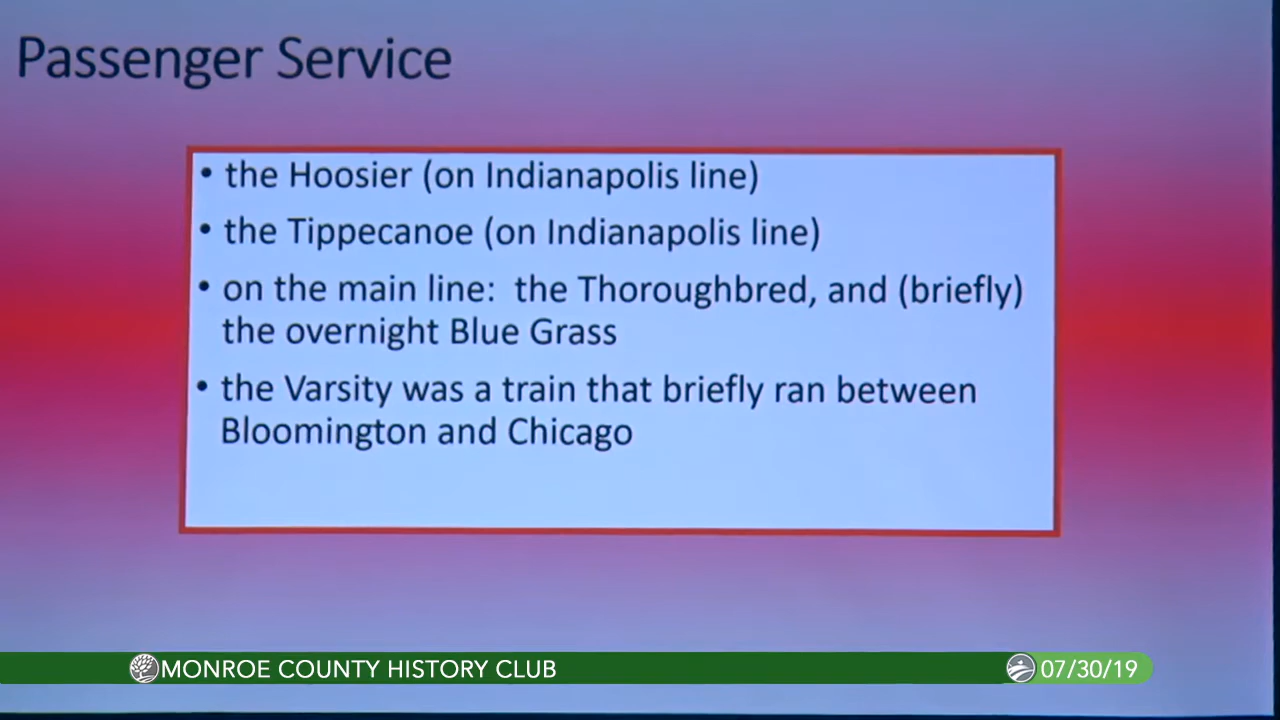 Passenger Service
• the Hoosier (on Indianapolis line)
• the Tippecanoe (on Indianapolis line)
• on the main line:  the Thoroughbred, and (briefly)
the overnight Blue Grass
• the Varsity was a train that briefly ran between
Bloomington and Chicago
MONROE COUNTY HISTORY CLUB
07/30/19